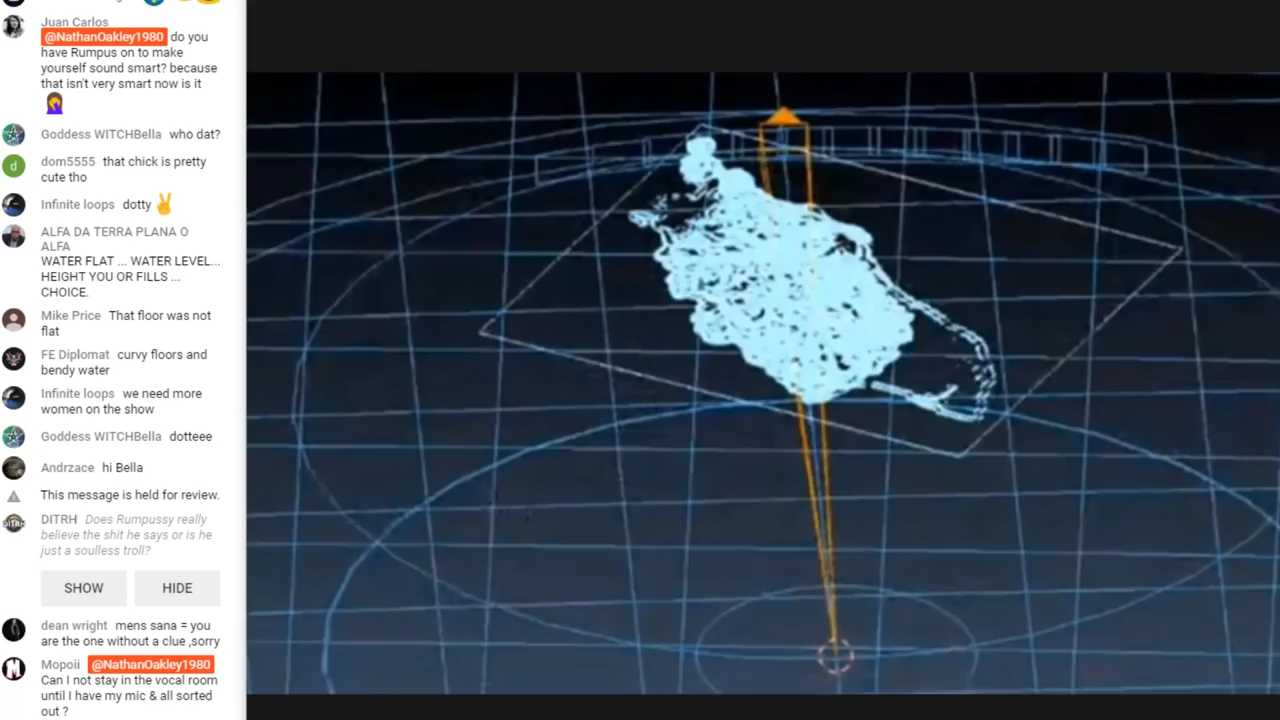 Juan Carlos
@NathanOakley1980 do you
have Rumpus on to make
yourself sound smart? because
that isn't very smart now is it
Goddess WITCHBella who dat?
d
dom5555 that chick is pretty
cute tho
Infinite loops dotty
ALFA DA TERRA PLANA O
ALFA
WATER FLAT ... WATER LEVEL...
HEIGHT YOU OR FILLS ...
CHOICE.
Mike Price That floor was not
flat
FE Diplomat curvy floors and
bendy water
Infinite loops we need more
women on the show
Goddess WITCHBella dotteee
Andrzace hi Bella
This message is held for review.
DITRH Does Rumpussy really
believe the shit he says or is he
just a soulless troll?
SHOW HIDE
dean wright mens sana = you
are the one without a clue ,sorry
Mopoii @NathanOakley1980
Can I not stay in the vocal room
until I have my mic & all sorted
out ?